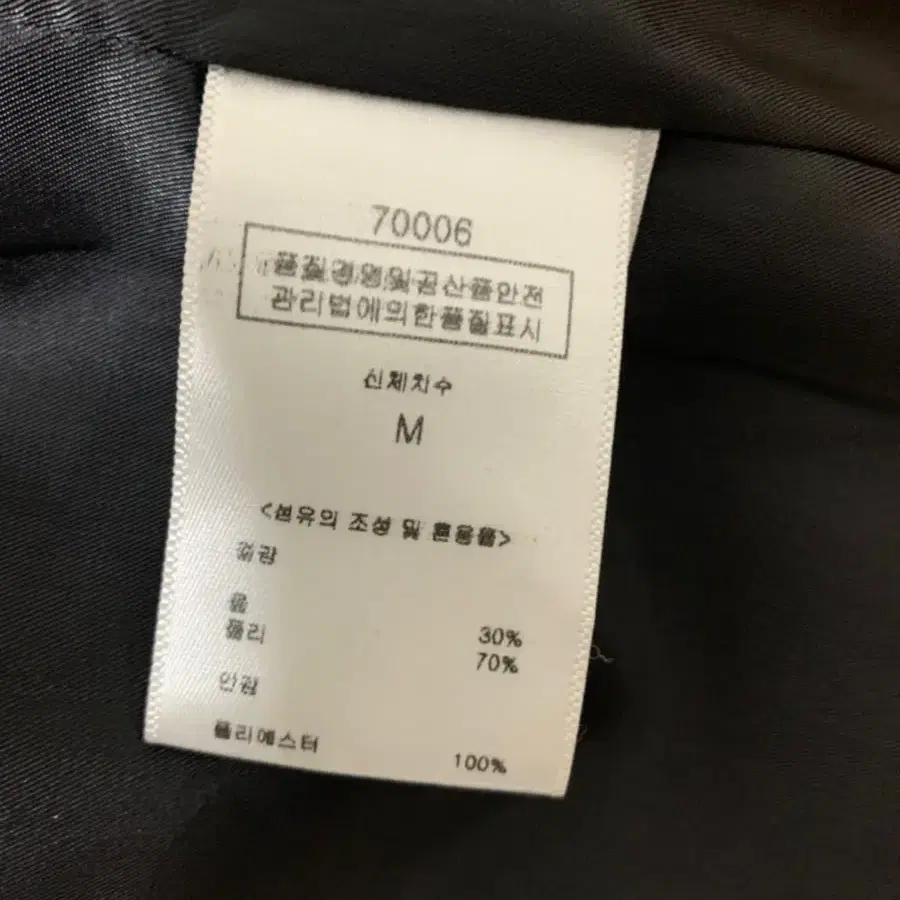 70006
품질경영및공산품안전
관리법에의한품질표시
신체치수
M
<섬유의 조성 및 혼용률>
겉감
울
폴리 30%
70%
안감
폴리에스터 100%